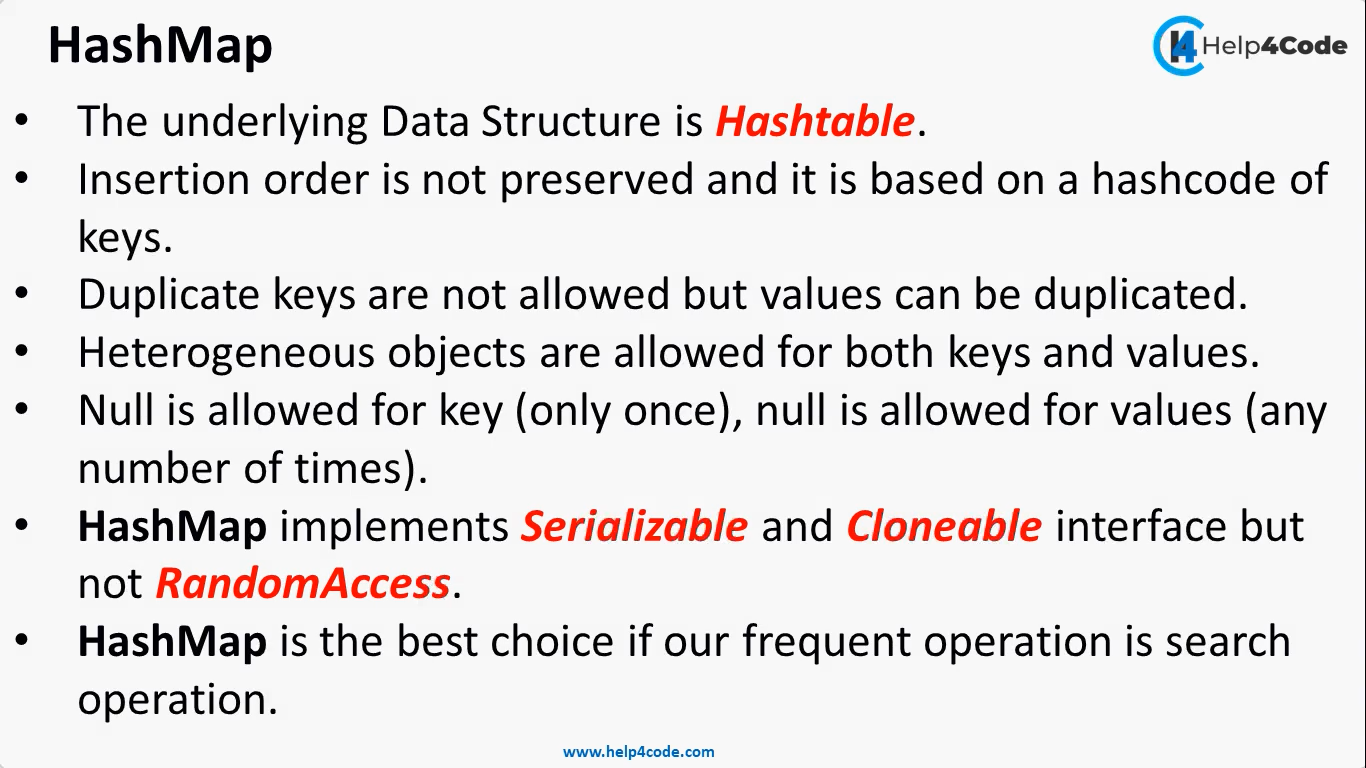 HashMap
Help4Code
• The underlying Data Structure is Hashtable.
• Insertion order is not preserved and it is based on a hashcode of
keys.
• Duplicate keys are not allowed but values can be duplicated.
• Heterogeneous objects are allowed for both keys and values.
• Null is allowed for key (only once), null is allowed for values (any
number of times).
• HashMap implements Serializable and Cloneable interface but
not RandomAccess.
• HashMap is the best choice if our frequent operation is search
operation.
www.help4code.com